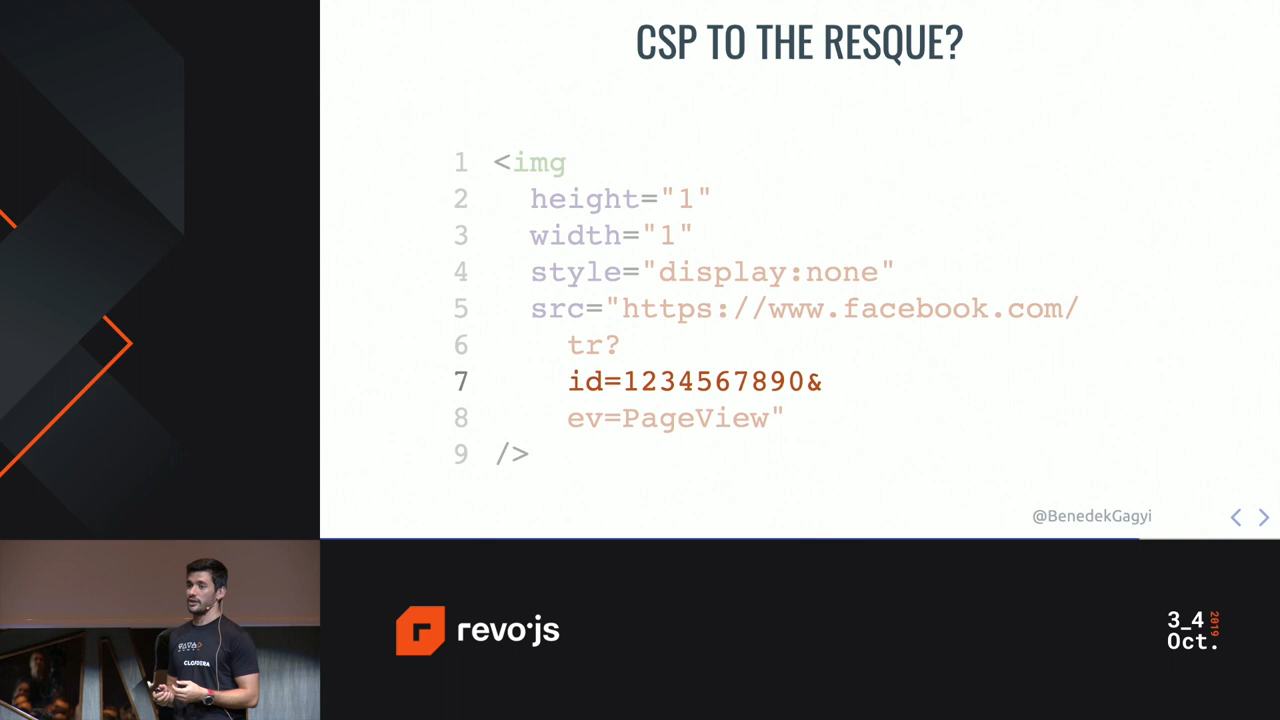 CSP TO THE RESQUE?
1 <img
2 height="1"
3 width="1"
4 style="display:none"
5 src="https://www.facebook.com/
6 tr?
7 id=1234567890&
8 ev=PageView"
9 />
@BenedekGagyi
< >
CLOUDERA
r revo·js
3_4 2019
Oct.